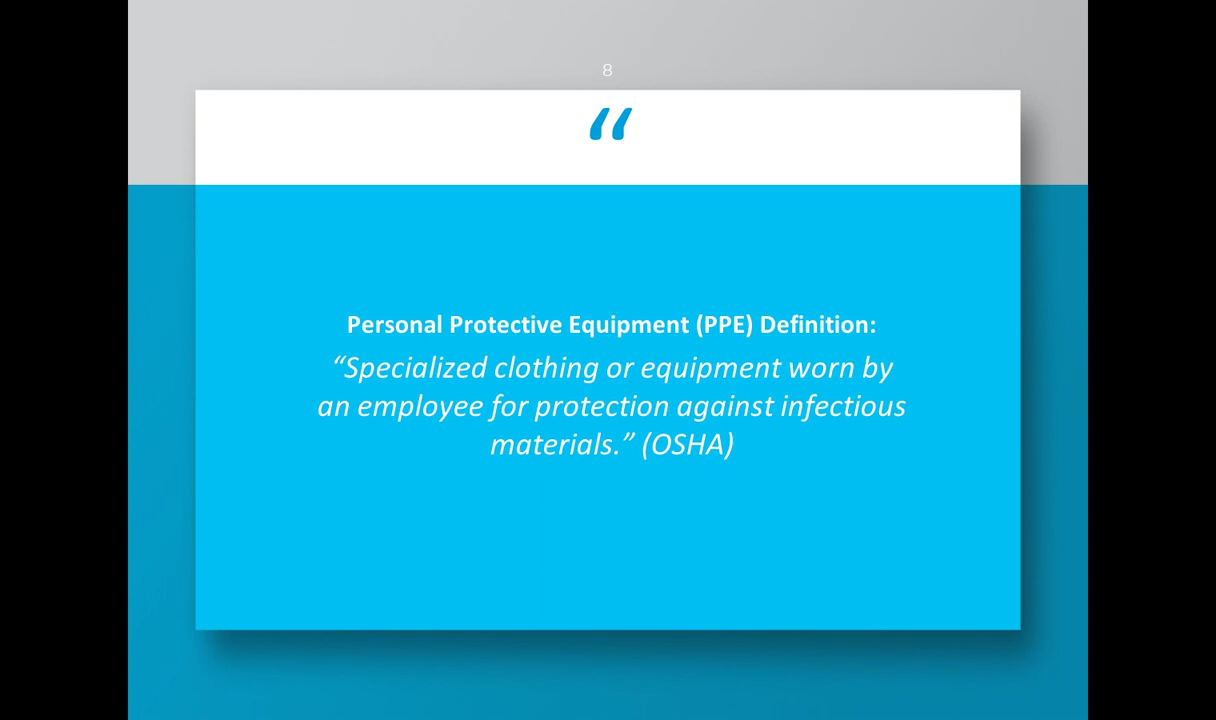 8
“
Personal Protective Equipment (PPE) Definition:
“Specialized clothing or equipment worn by
an employee for protection against infectious
materials.” (OSHA)